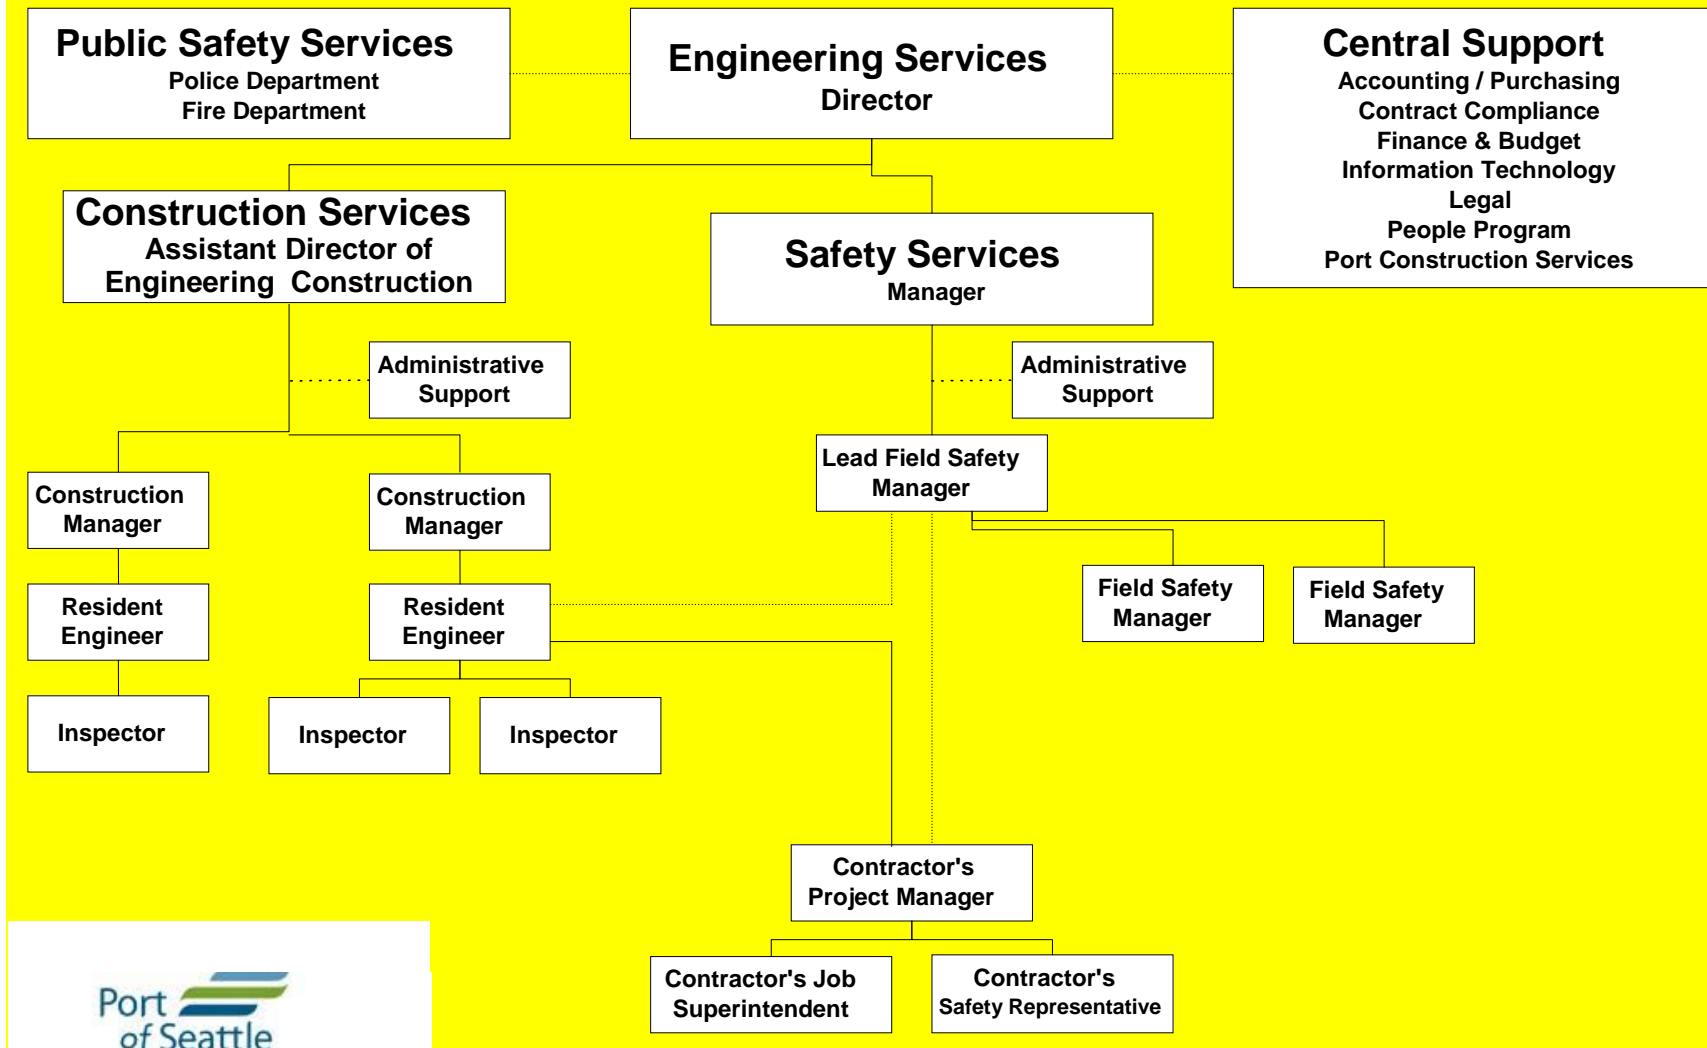 Public Safety Services
Police Department
Fire Department
Engineering Services
Director
Central Support
Accounting / Purchasing
Contract Compliance
Finance & Budget
Information Technology
Legal
People Program
Port Construction Services
Construction Services
Assistant Director of
Engineering Construction
Safety Services
Manager
Administrative
Support
Administrative
Support
Lead Field Safety
Manager
Construction
Manager
Construction
Manager
Field Safety
Manager
Field Safety
Manager
Resident
Engineer
Resident
Engineer
Inspector
Inspector
Inspector
Contractor's
Project Manager
Contractor's Job
Superintendent
Contractor's
Safety Representative
Port
of Seattle